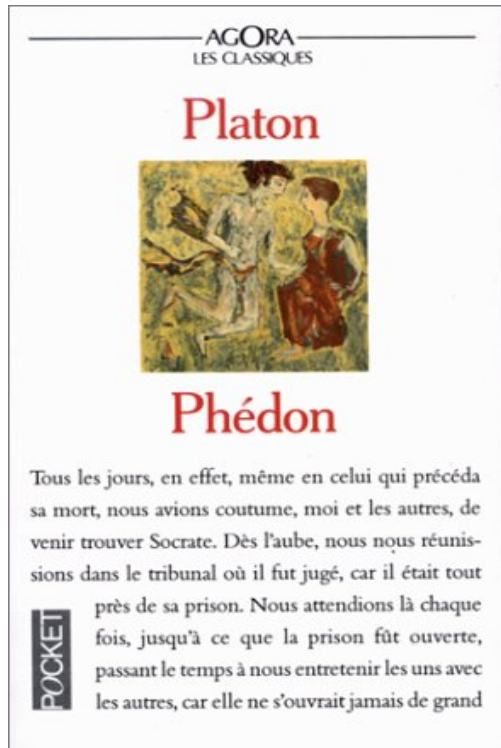 AGORA
LES CLASSIQUES
Platon
Phédon
Tous les jours, en effet, même en celui qui précéda
sa mort, nous avions coutume, moi et les autres, de
venir trouver Socrate. Dès l'aube, nous nous réunis-
sions dans le tribunal où il fut jugé, car il était tout
près de sa prison. Nous attendions là chaque
fois, jusqu'à ce que la prison fût ouverte,
passant le temps à nous entretenir les uns avec
les autres, car elle ne s'ouvrait jamais de grand
POCKET